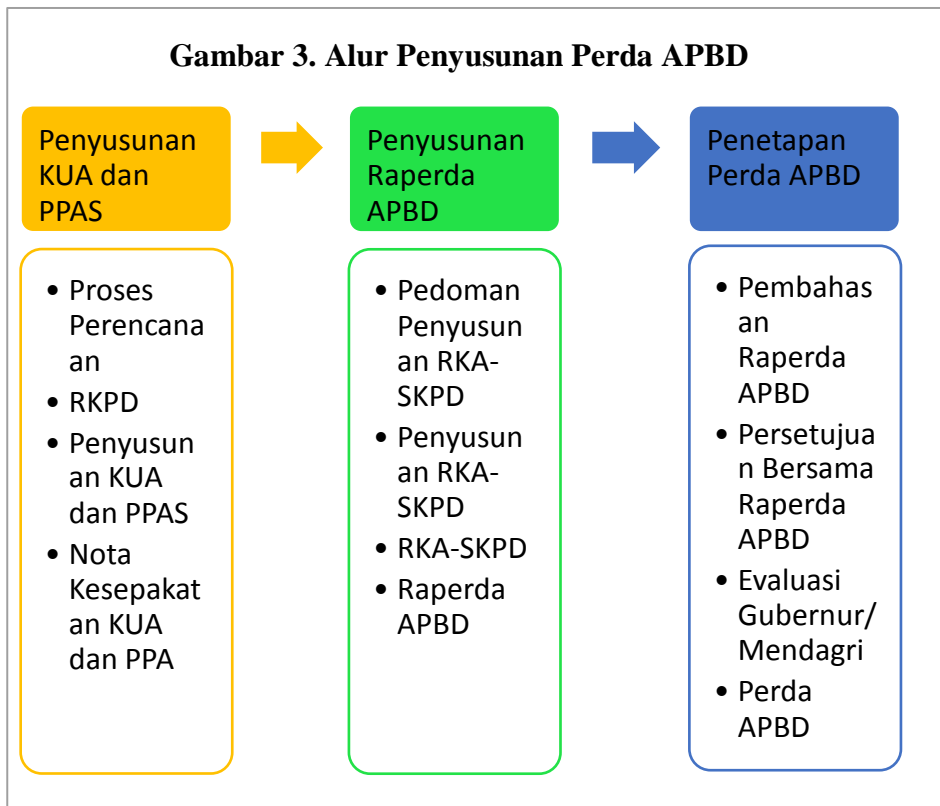 Gambar 3. Alur Penyusunan Perda APBD
Penyusunan
KUA dan
PPAS
• Proses
Perencana
an
• RKPD
• Penyusun
an KUA
dan PPAS
• Nota
Kesepakat
an KUA
dan PPA
Penyusunan
Raperda
APBD
• Pedoman
Penyusun
an RKA-
SKPD
• Penyusun
an RKA-
SKPD
• RKA-SKPD
• Raperda
APBD
Penetapan
Perda APBD
• Pembahas
an
Raperda
APBD
• Persetujua
n Bersama
Raperda
APBD
• Evaluasi
Gubernur/
Mendagri
• Perda
APBD